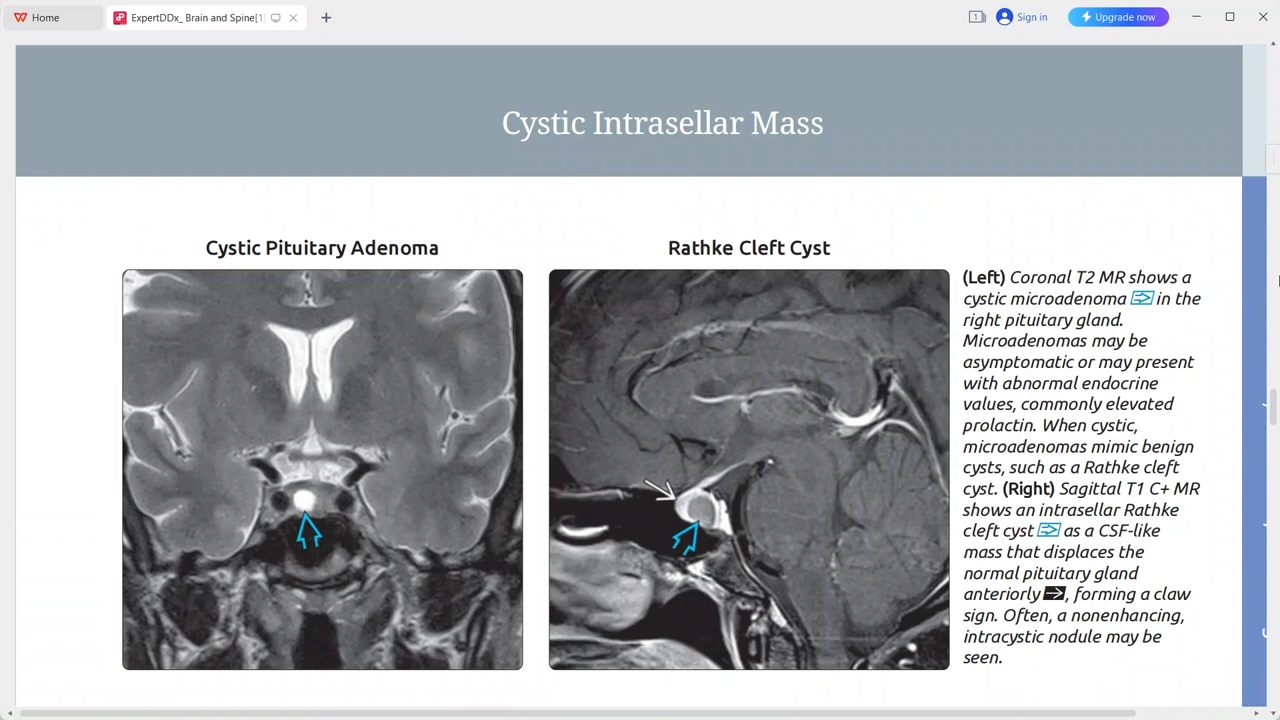 Home
ExpertDDx_ Brain and Spine[1]
1
Sign in
Upgrade now
Cystic Intrasellar Mass
Cystic Pituitary Adenoma
Rathke Cleft Cyst
(Left) Coronal T2 MR shows a
cystic microadenoma in the
right pituitary gland.
Microadenomas may be
asymptomatic or may present
with abnormal endocrine
values, commonly elevated
prolactin. When cystic,
microadenomas mimic benign
cysts, such as a Rathke cleft
cyst. (Right) Sagittal T1 C+ MR
shows an intrasellar Rathke
cleft cyst as a CSF-like
mass that displaces the
normal pituitary gland
anteriorly , forming a claw
sign. Often, a nonenhancing,
intracystic nodule may be
seen.